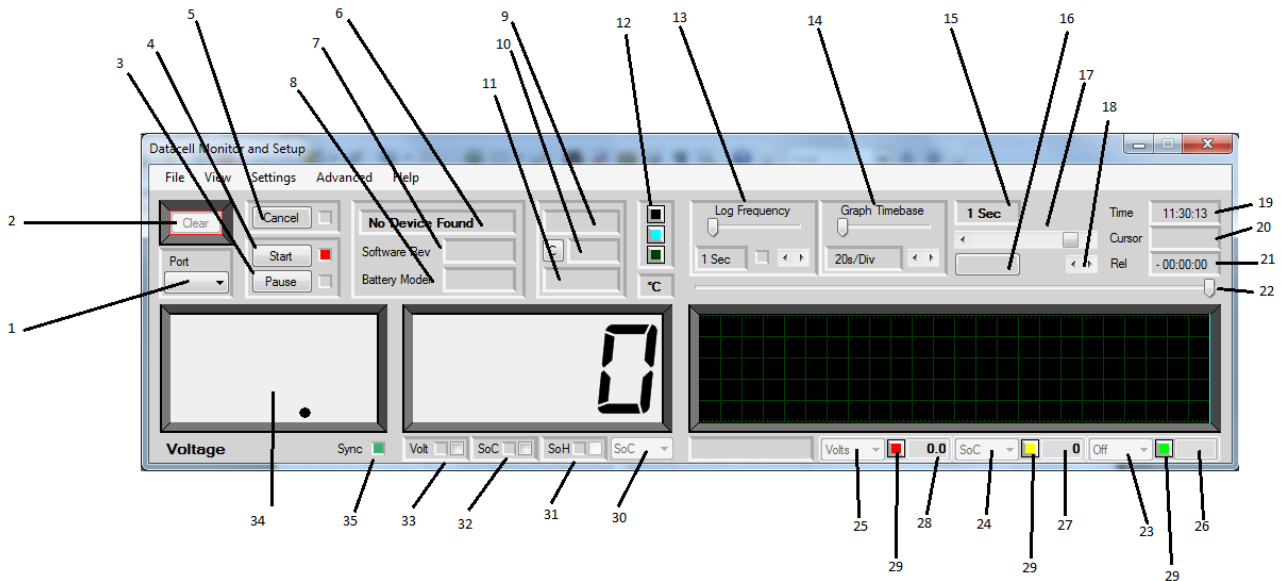 13 14 15 16
5 6 9 12
4 7 10 17
3 8 11 18
Datacell Monitor and Setup
File View Settings Advanced Help
2 Clear Cancel No Device Found Log Frequency Graph Timebase 1 Sec Time 11:30:13 19
Start Software Rev C Cursor 20
Port Pause Battery Model 1 Sec 20s/Div Rel - 00:00:00 21
°C 22
1
0
Voltage Sync Volt SoC SoH SoC Volts 0.0 SoC 0 Off
34 35 33 32 31 30 25 29 28 24 29 27 23 29 26